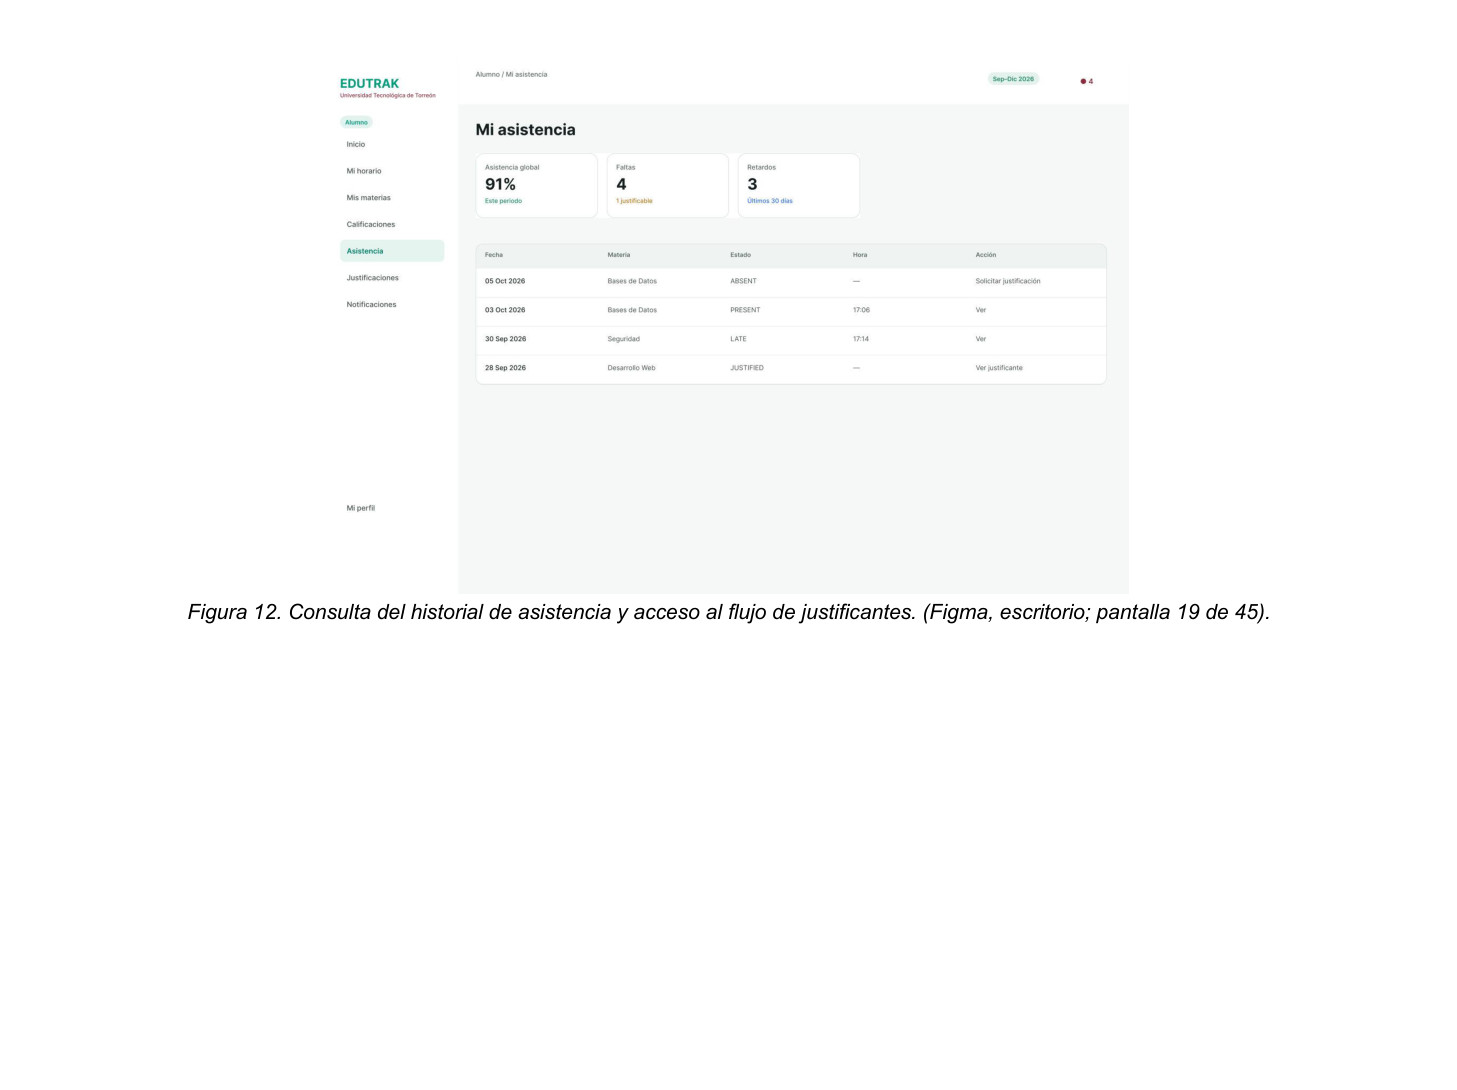 EDUTRAK
Universidad Tecnológica de Torreón
Alumno
Inicio
Mi horario
Mis materias
Calificaciones
Asistencia
Justificaciones
Notificaciones
Mi perfil
Alumno / Mi asistencia
Sep-Dic 2026
4
Mi asistencia
Asistencia global
91%
Este periodo
Faltas
4
1 justificable
Retardos
3
Últimos 30 días
Fecha Materia Estado Hora Acción
05 Oct 2026 Bases de Datos ABSENT — Solicitar justificación
03 Oct 2026 Bases de Datos PRESENT 17:06 Ver
30 Sep 2026 Seguridad LATE 17:14 Ver
28 Sep 2026 Desarrollo Web JUSTIFIED — Ver justificante
Figura 12. Consulta del historial de asistencia y acceso al flujo de justificantes. (Figma, escritorio; pantalla 19 de 45).